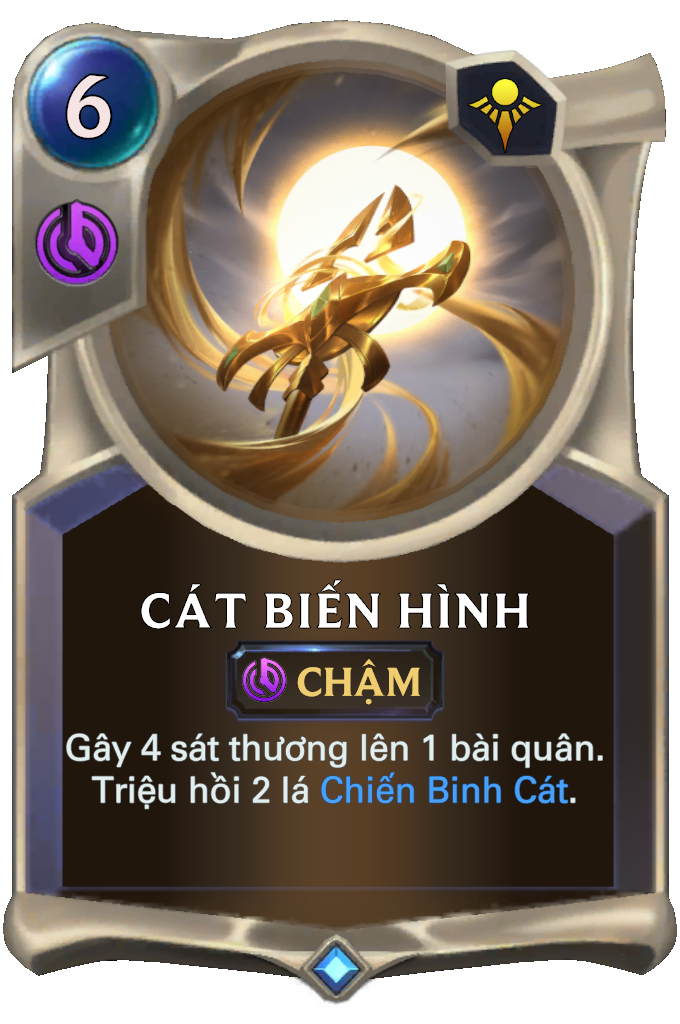 6
CÁT BIẾN HÌNH
CHẬM
Gây 4 sát thương lên 1 bài quân.
Triệu hồi 2 lá Chiến Binh Cát.